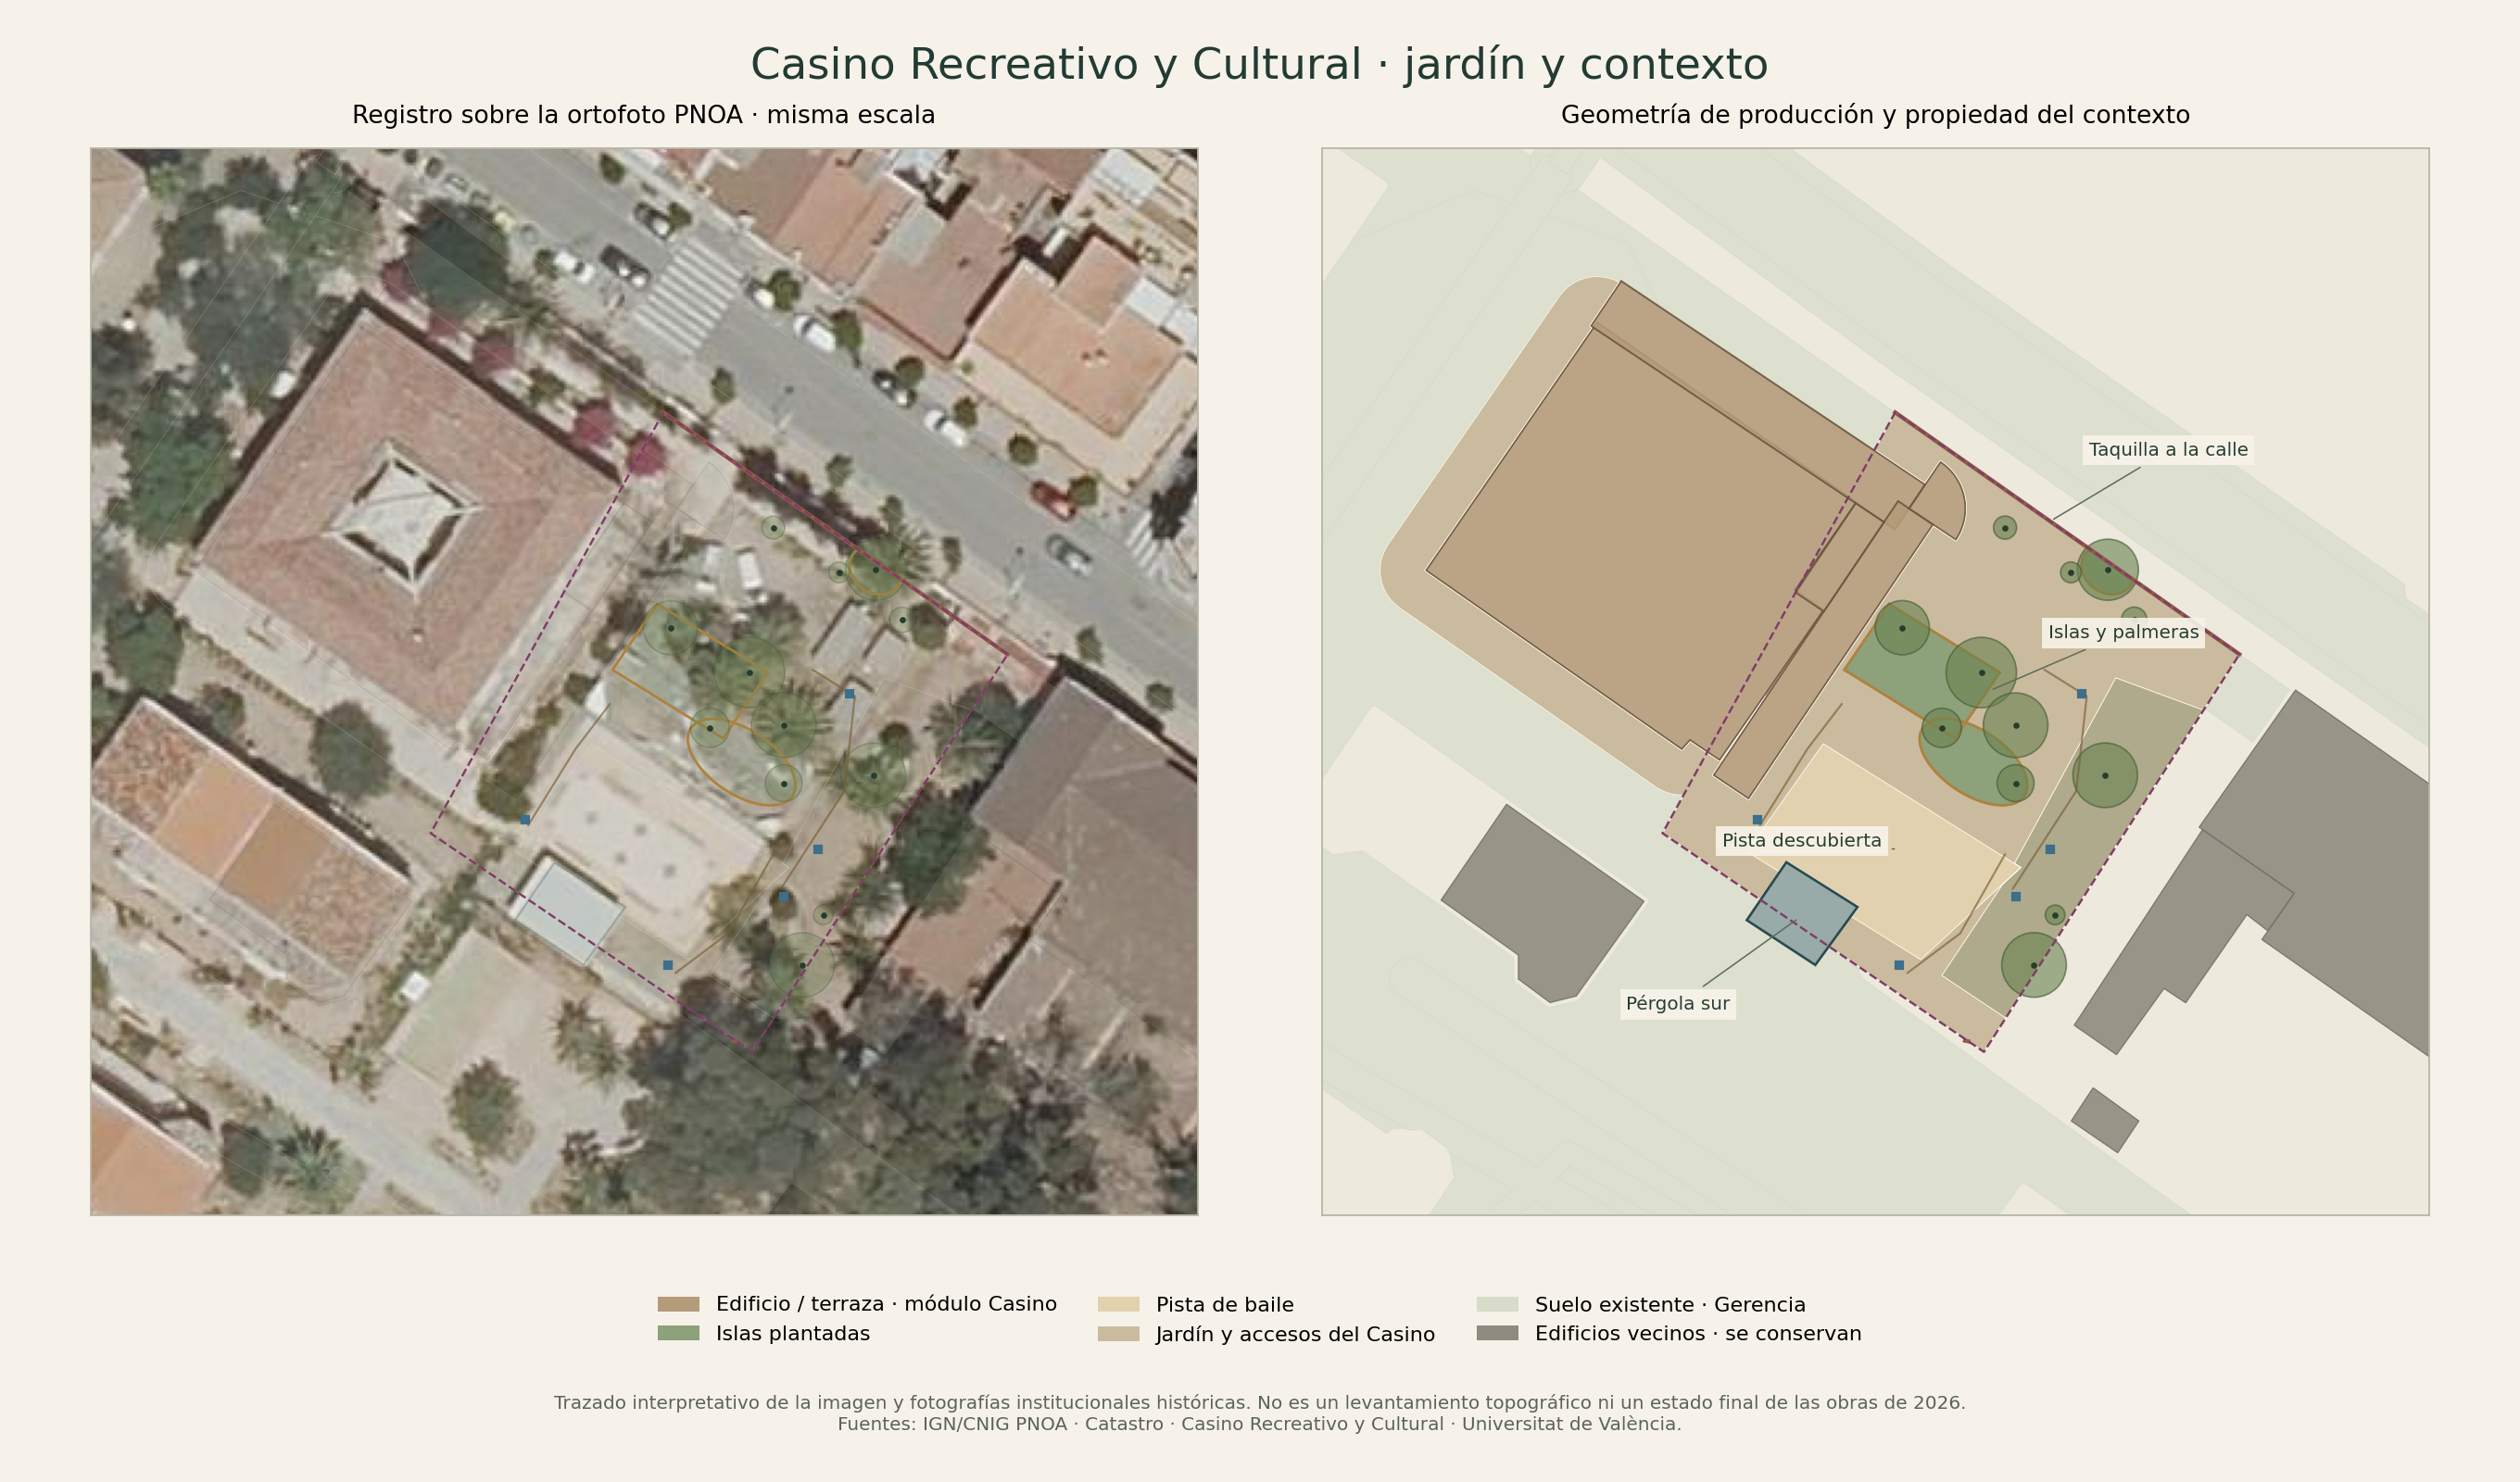 Casino Recreativo y Cultural · jardín y contexto
Registro sobre la ortofoto PNOA · misma escala
Geometría de producción y propiedad del contexto
Taquilla a la calle
Islas y palmeras
Pista descubierta
Pérgola sur
Edificio / terraza · módulo Casino
Islas plantadas
Pista de baile
Jardín y accesos del Casino
Suelo existente · Gerencia
Edificios vecinos · se conservan
Trazado interpretativo de la imagen y fotografías institucionales históricas. No es un levantamiento topográfico ni un estado final de las obras de 2026.
Fuentes: IGN/CNIG PNOA · Catastro · Casino Recreativo y Cultural · Universitat de València.